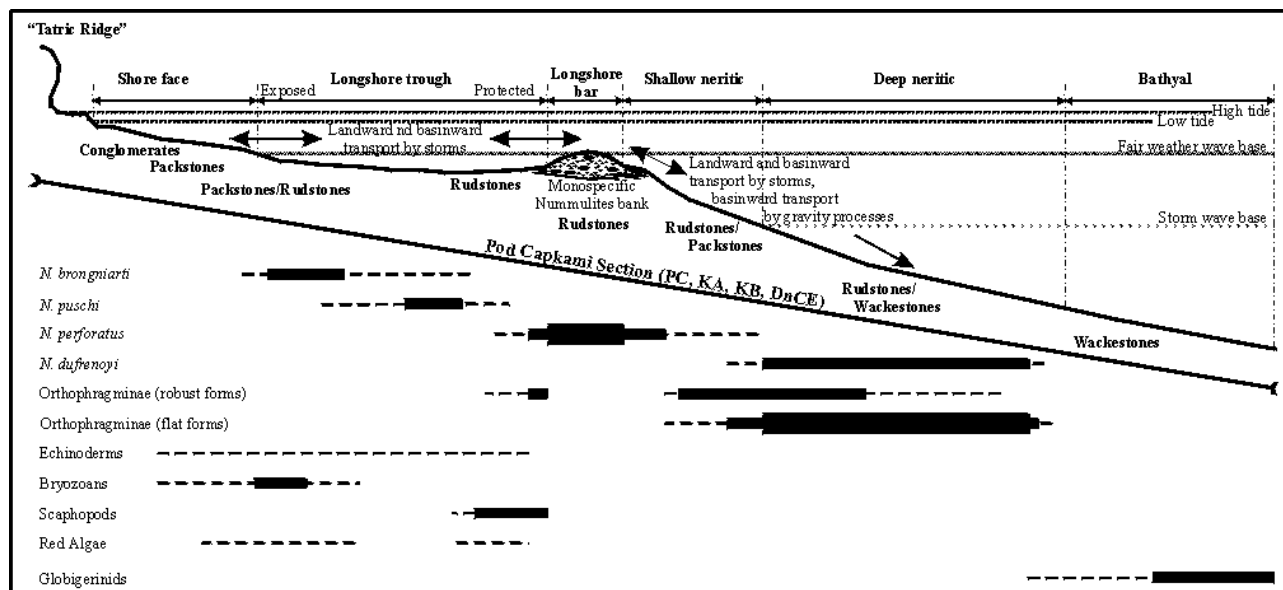 "Tatric Ridge"
Shore face
Longshore trough
Longshore
bar
Shallow neritic
Deep neritic
Bathyal
Exposed
Protected
High tide
Low tide
Landward nd basinward
transport by storms
Conglomerates
Packstones
Fair weather wave base
Packstones/Rudstones
Rudstones
Monospecific
Nummulites bank
Rudstones
Landward and basinward
transport by storms,
basinward transport
by gravity processes
Storm wave base
Rudstones/
Packstones
Pod Capkami Section (PC, KA, KB, DnCE)
Rudstones/
Wackestones
Wackestones
N. brongniarti
N. puschi
N. perforatus
N. dufrenopi
Orthophragminae (robust forms)
Orthophragminae (flat forms)
Echinoderms
Bryozoans
Scaphopods
Red Algae
Globigerinids